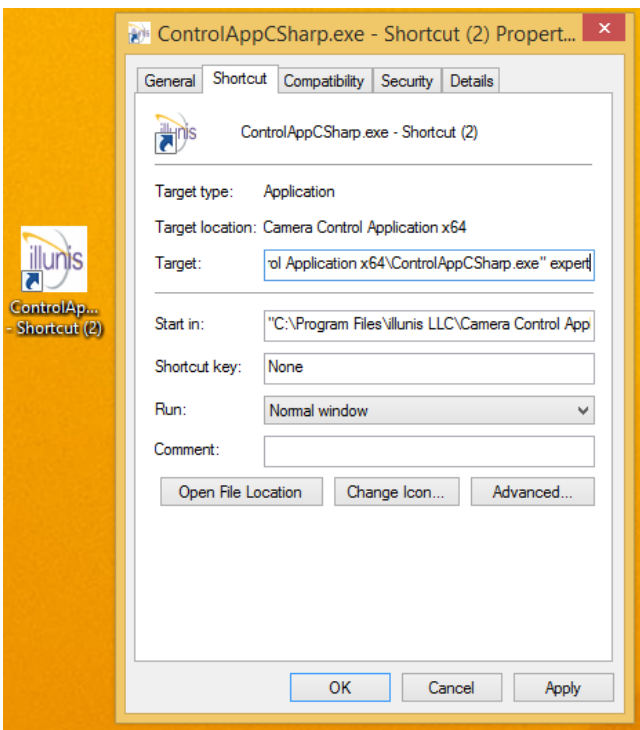 ControlAppCSharp.exe - Shortcut (2) Propert...
General Shortcut Compatibility Security Details
illunis
ControlAppCSharp.exe - Shortcut (2)
Target type: Application
Target location: Camera Control Application x64
Target: ol Application x64\ControlAppCSharp.exe" expert
Start in: "C:\Program Files\illunis LLC\Camera Control App
Shortcut key: None
Run: Normal window
Comment:
Open File Location Change Icon... Advanced...
OK Cancel Apply
illunis
ControlAp...
- Shortcut (2)